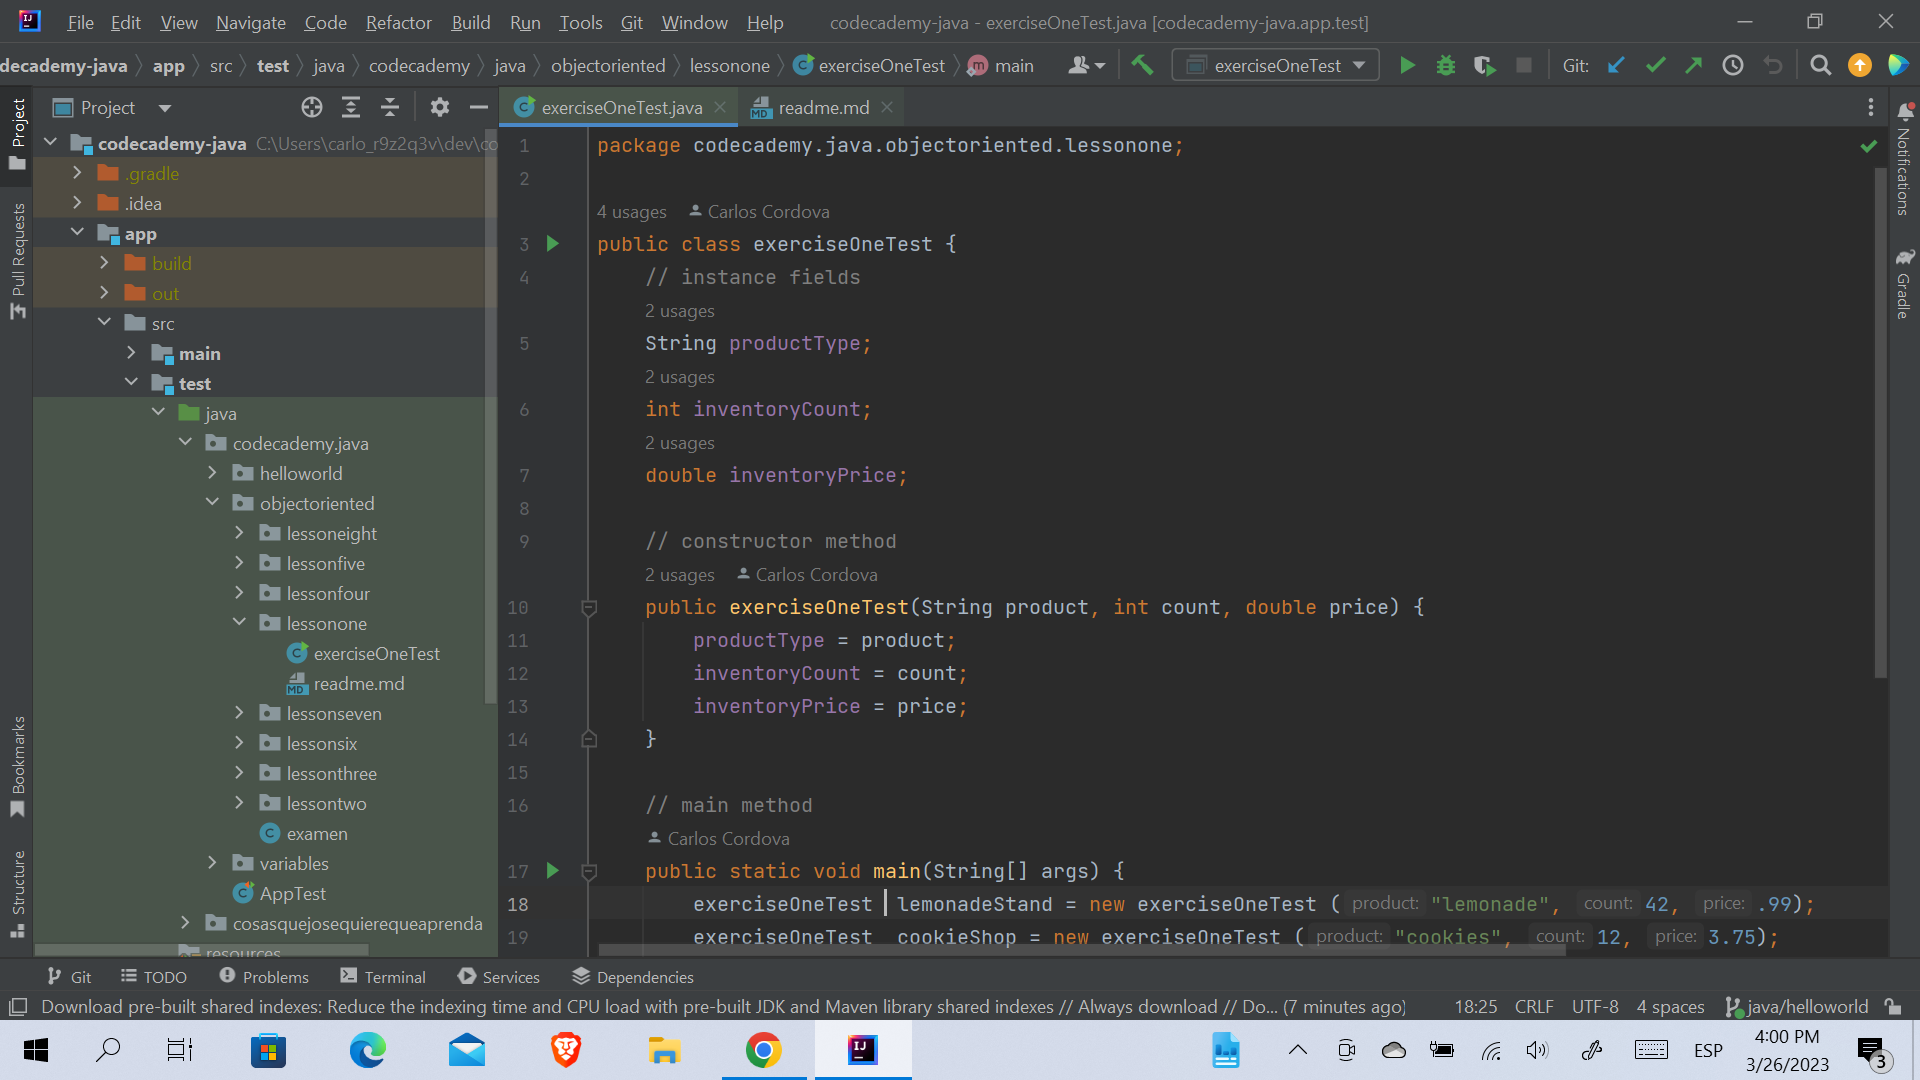 File Edit View Navigate Code Refactor Build Run Tools Git Window Help codecademy-java - exerciseOneTest.java [codecademy-java.app.test]
decademy-java app src test java codecademy java objectoriented lessonone exerciseOneTest main exerciseOneTest Git:
Project
exerciseOneTest.java
readme.md
codecademy-java C:\Users\carlo_r9z2q3v\dev\co
.gradle
.idea
app
build
out
src
main
test
java
codecademy.java
helloworld
objectoriented
lessoneight
lessonfive
lessonfour
lessonone
exerciseOneTest
readme.md
lessonseven
lessonsix
lessonthree
lessontwo
examen
variables
AppTest
cosasquejosequierequeaprenda
resources
Project
Pull Requests
Bookmarks
Structure
1 package codecademy.java.objectoriented.lessonone;
2
4 usages Carlos Cordova
3 public class exerciseOneTest {
4 // instance fields
2 usages
5 String productType;
2 usages
6 int inventoryCount;
2 usages
7 double inventoryPrice;
8
9 // constructor method
2 usages Carlos Cordova
10 public exerciseOneTest(String product, int count, double price) {
11 productType = product;
12 inventoryCount = count;
13 inventoryPrice = price;
14 }
15
16 // main method
Carlos Cordova
17 public static void main(String[] args) {
18 exerciseOneTest lemonadeStand = new exerciseOneTest ( product: "lemonade", count: 42, price: .99);
19 exerciseOneTest cookieShop = new exerciseOneTest ( product: "cookies", count: 12, price: 3.75);
Notifications
Gradle
Git TODO Problems Terminal Services Dependencies
Download pre-built shared indexes: Reduce the indexing time and CPU load with pre-built JDK and Maven library shared indexes // Always download // Do... (7 minutes ago) 18:25 CRLF UTF-8 4 spaces java/helloworld
ESP
4:00 PM
3/26/2023
3